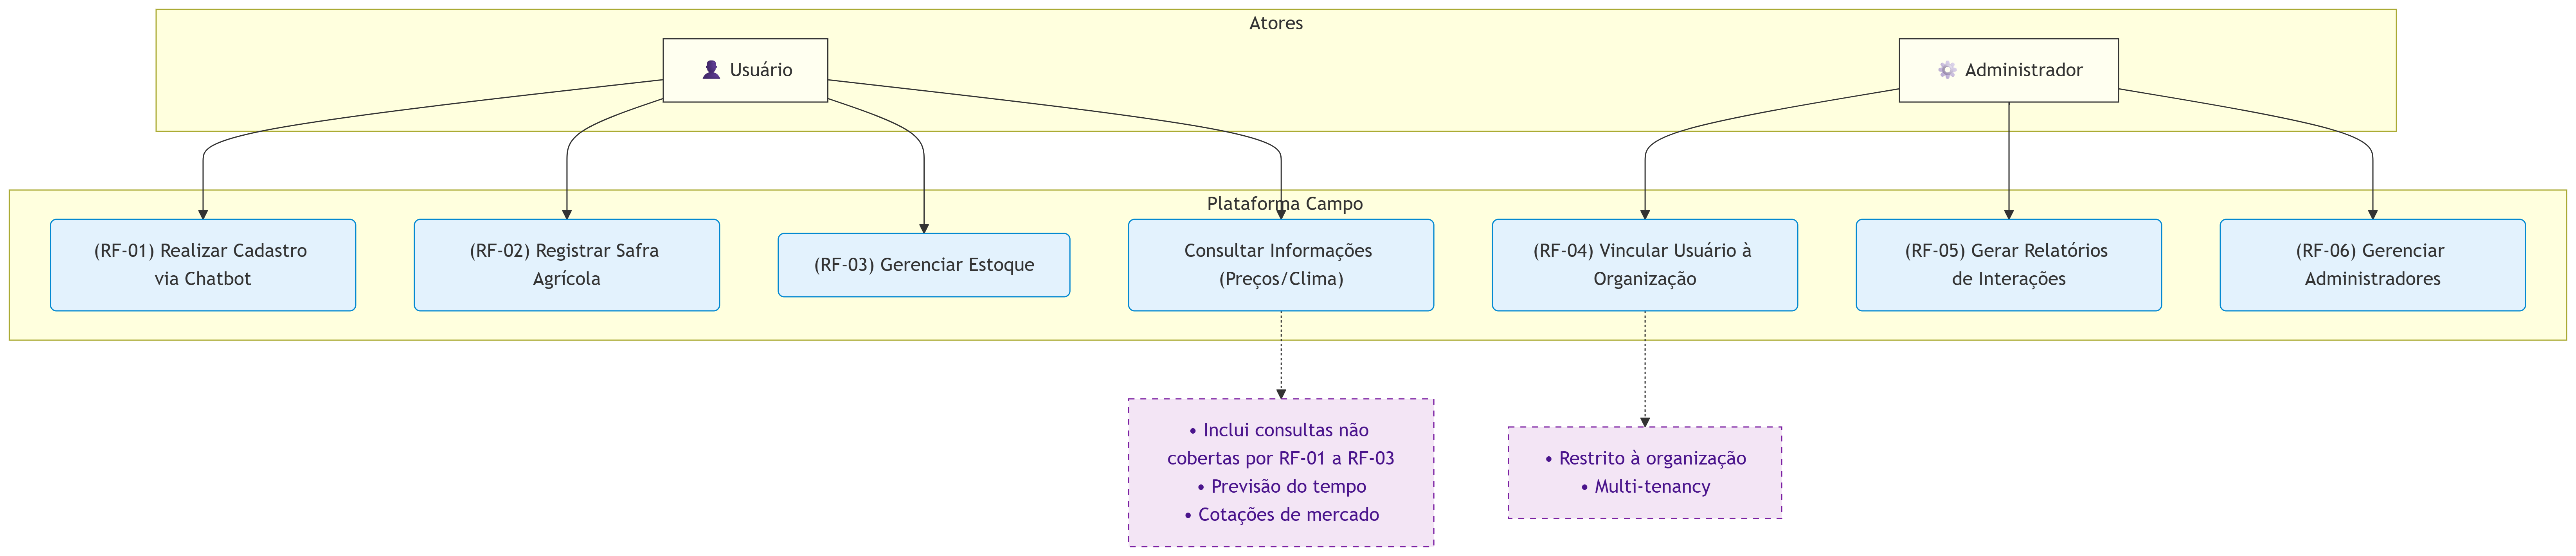 Atores
Usuário
Administrador
Plataforma Campo
(RF-01) Realizar Cadastro
via Chatbot
(RF-02) Registrar Safra
Agrícola
(RF-03) Gerenciar Estoque
Consultar Informações
(Preços/Clima)
(RF-04) Vincular Usuário à
Organização
(RF-05) Gerar Relatórios
de Interações
(RF-06) Gerenciar
Administradores
• Inclui consultas não
cobertas por RF-01 a RF-03
• Previsão do tempo
• Cotações de mercado
• Restrito à organização
• Multi-tenancy